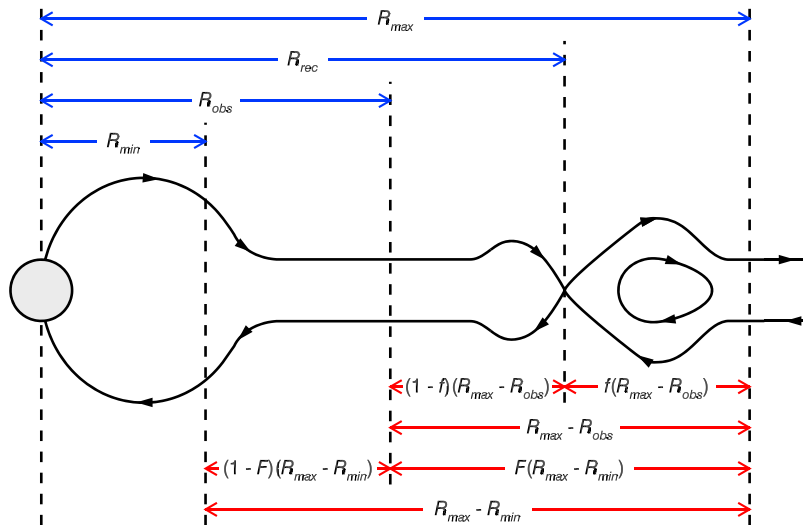 R_max
R_rec
R_obs
R_min
(1 - f)(R_max - R_obs) f(R_max - R_obs)
R_max - R_obs
(1 - F)(R_max - R_min) F(R_max - R_min)
R_max - R_min